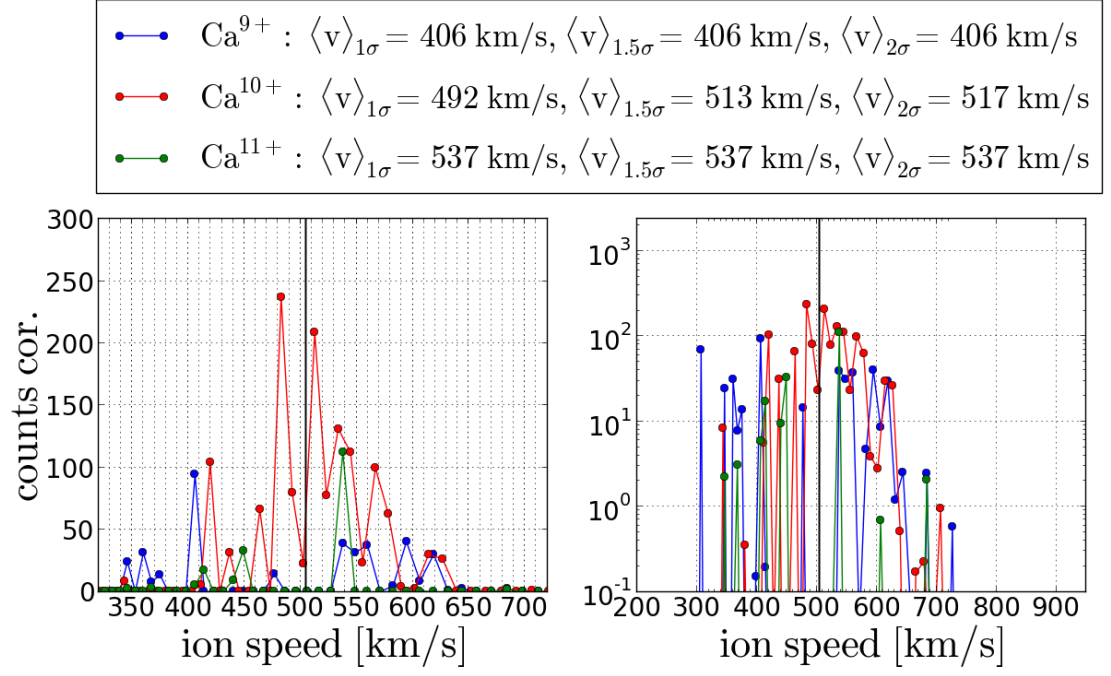 Ca⁹⁺ : ⟨v⟩1σ = 406 km/s, ⟨v⟩1.5σ = 406 km/s, ⟨v⟩2σ = 406 km/s
Ca¹⁰⁺ : ⟨v⟩1σ = 492 km/s, ⟨v⟩1.5σ = 513 km/s, ⟨v⟩2σ = 517 km/s
Ca¹¹⁺ : ⟨v⟩1σ = 537 km/s, ⟨v⟩1.5σ = 537 km/s, ⟨v⟩2σ = 537 km/s
counts cor.
300
250
200
150
100
50
0
350 400 450 500 550 600 650 700
ion speed [km/s]
10³
10²
10¹
10⁰
10⁻¹
200 300 400 500 600 700 800 900
ion speed [km/s]